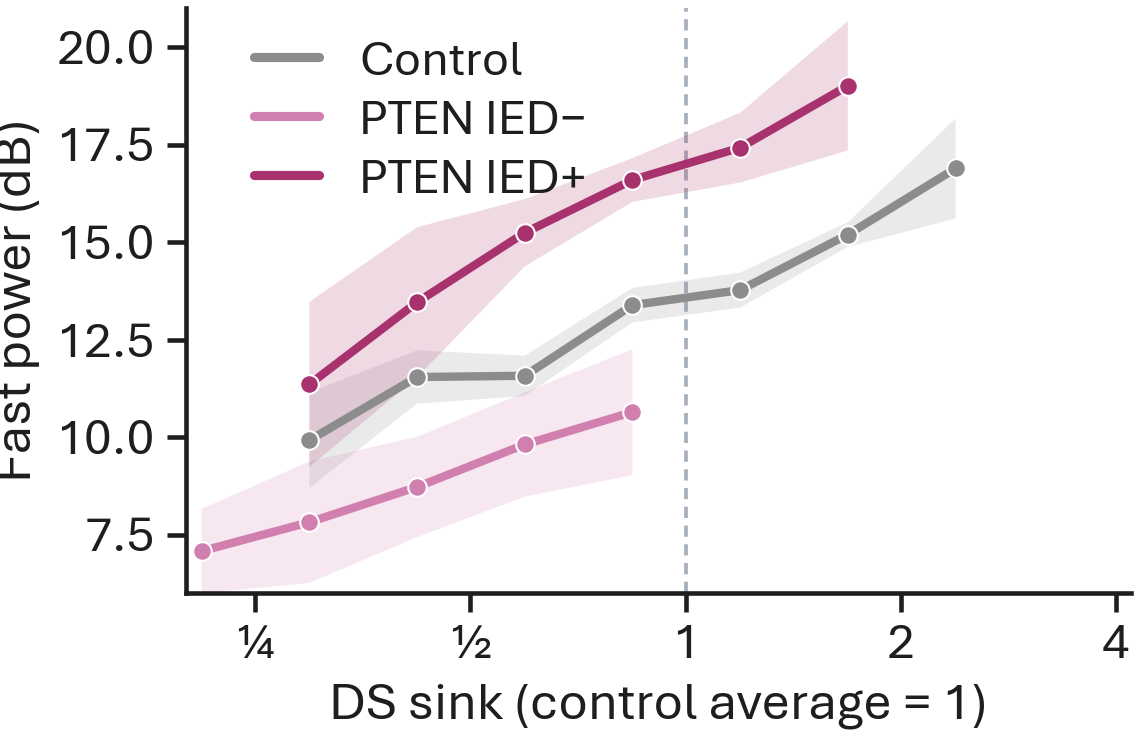 20.0
17.5
15.0
12.5
10.0
7.5
Fast power (dB)
Control
PTEN IED−
PTEN IED+
¼ ½ 1 2 4
DS sink (control average = 1)